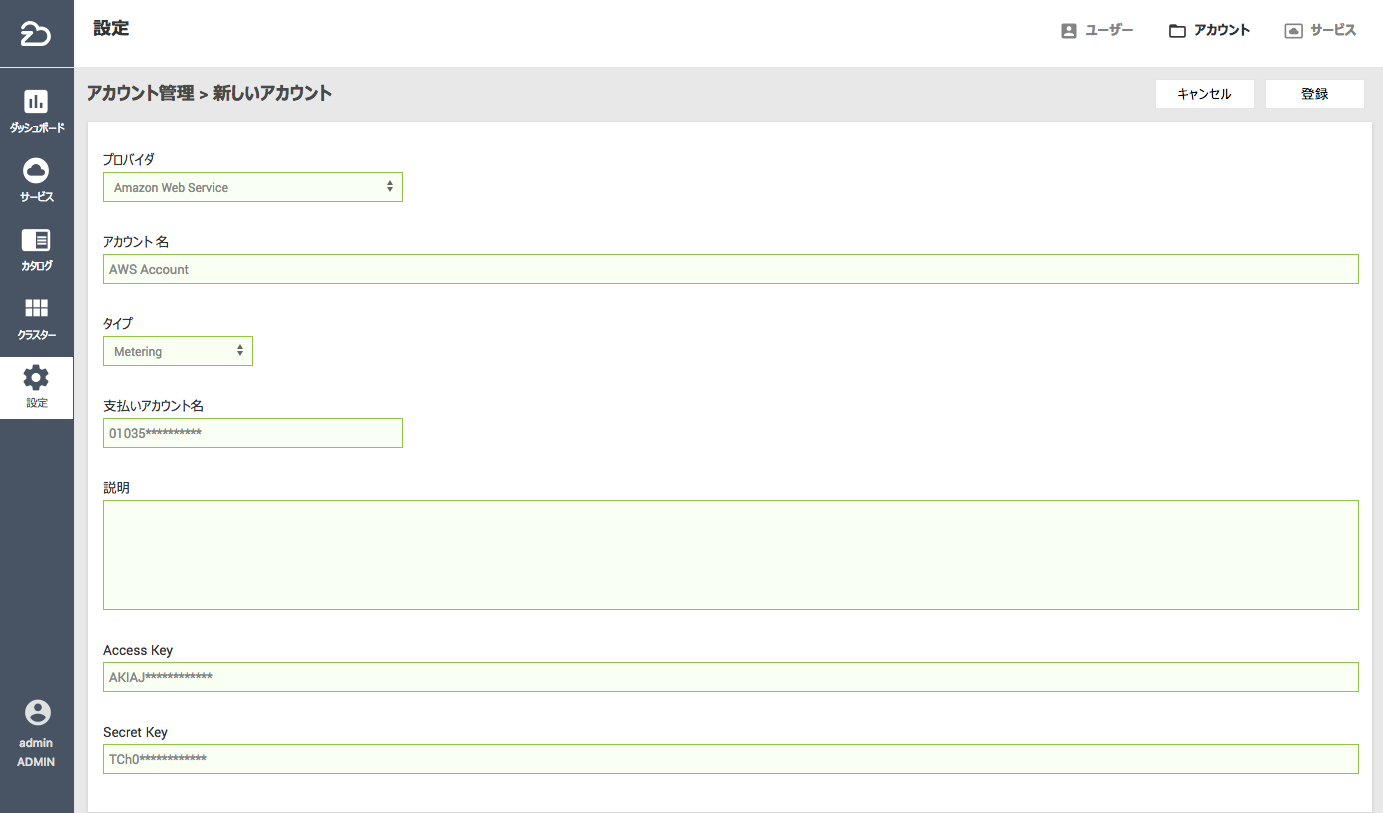 設定
ユーザー
アカウント
サービス
ダッシュボード
サービス
カタログ
クラスター
設定
admin
ADMIN
アカウント管理 > 新しいアカウント
キャンセル
登録
プロバイダ
Amazon Web Service
アカウント名
AWS Account
タイプ
Metering
支払いアカウント名
01035**********
説明
Access Key
AKIAJ************
Secret Key
TCh0************